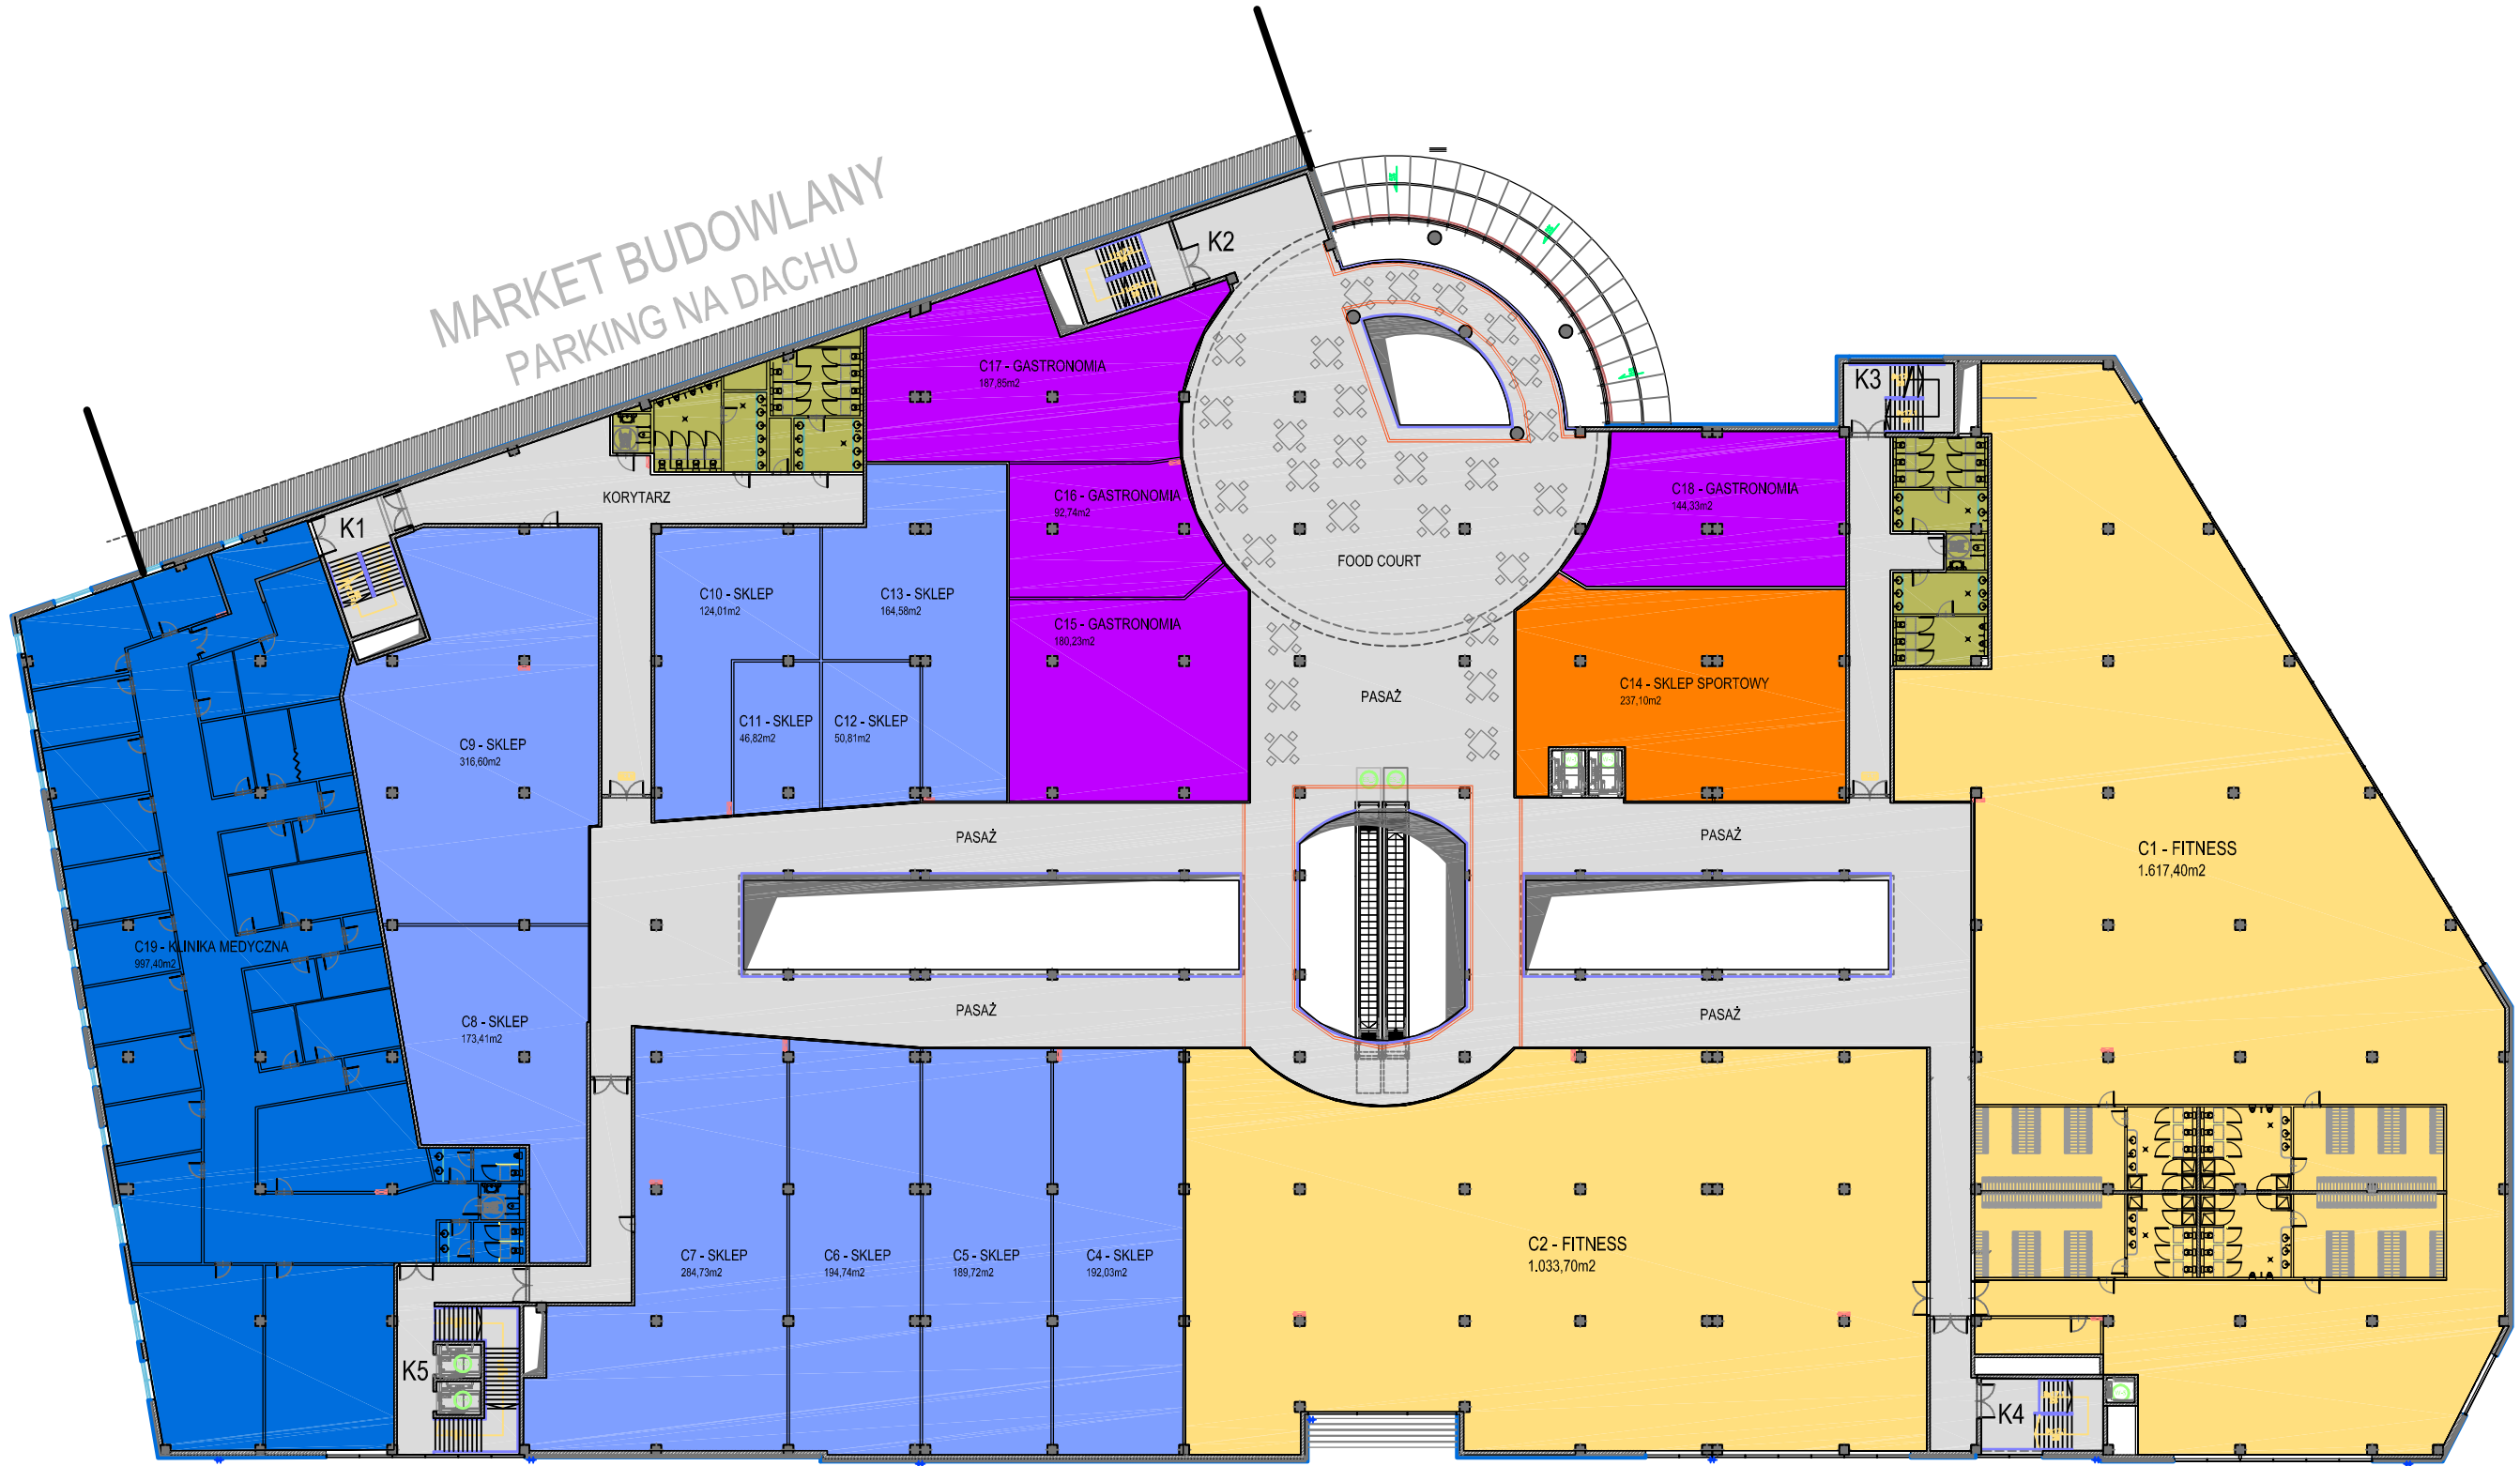 MARKET BUDOWLANY
PARKING NA DACHU
K2
K3
K1
KORYTARZ
C17 - GASTRONOMIA
187,85m2
C16 - GASTRONOMIA
92,74m2
C18 - GASTRONOMIA
144,33m2
FOOD COURT
C10 - SKLEP
124,01m2
C13 - SKLEP
164,58m2
C15 - GASTRONOMIA
180,23m2
C14 - SKLEP SPORTOWY
237,10m2
PASAŻ
C11 - SKLEP
46,82m2
C12 - SKLEP
50,81m2
C9 - SKLEP
316,60m2
PASAŻ
PASAŻ
C1 - FITNESS
1.617,40m2
C19 - KLINIKA MEDYCZNA
997,40m2
C8 - SKLEP
173,41m2
PASAŻ
PASAŻ
C7 - SKLEP
284,73m2
C6 - SKLEP
194,74m2
C5 - SKLEP
189,72m2
C4 - SKLEP
192,03m2
C2 - FITNESS
1.033,70m2
K5
K4